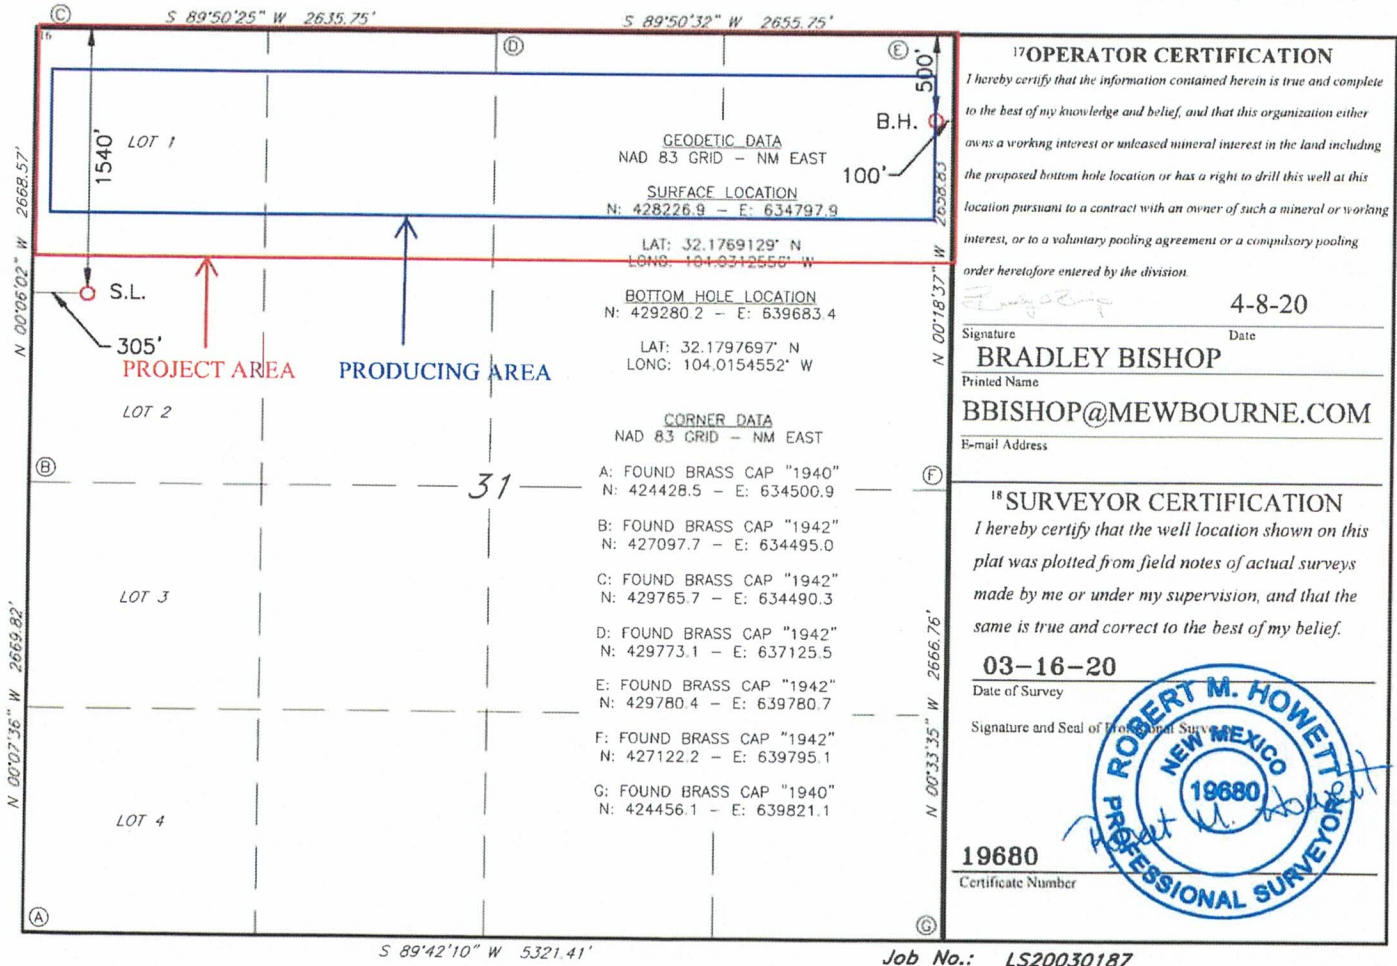 S 89°50'25" W 2635.75'
S 89°50'32" W 2655.75'
C
16
D
E
500'
1540'
LOT 1
B.H.
100'
N 00°06'02" W 2668.57'
N 00°18'37" W 2658.83
GEODETIC DATA
NAD 83 GRID – NM EAST
SURFACE LOCATION
N: 428226.9 – E: 634797.9
LAT: 32.1769129° N
LONG: 104.0312556° W
BOTTOM HOLE LOCATION
N: 429280.2 – E: 639683.4
LAT: 32.1797697° N
LONG: 104.0154552° W
S.L.
305'
PROJECT AREA
PRODUCING AREA
LOT 2
CORNER DATA
NAD 83 GRID – NM EAST
A: FOUND BRASS CAP "1940"
N: 424428.5 – E: 634500.9
B: FOUND BRASS CAP "1942"
N: 427097.7 – E: 634495.0
C: FOUND BRASS CAP "1942"
N: 429765.7 – E: 634490.3
D: FOUND BRASS CAP "1942"
N: 429773.1 – E: 637125.5
E: FOUND BRASS CAP "1942"
N: 429780.4 – E: 639780.7
F: FOUND BRASS CAP "1942"
N: 427122.2 – E: 639795.1
G: FOUND BRASS CAP "1940"
N: 424456.1 – E: 639821.1
B
31
F
LOT 3
N 00°07'36" W 2669.82'
N 00°33'35" W 2666.76'
LOT 4
A
G
S 89°42'10" W 5321.41'
17 OPERATOR CERTIFICATION
I hereby certify that the information contained herein is true and complete
to the best of my knowledge and belief, and that this organization either
owns a working interest or unleased mineral interest in the land including
the proposed bottom hole location or has a right to drill this well at this
location pursuant to a contract with an owner of such a mineral or working
interest, or to a voluntary pooling agreement or a compulsory pooling
order heretofore entered by the division.
4-8-20
Signature Date
BRADLEY BISHOP
Printed Name
BBISHOP@MEWBOURNE.COM
E-mail Address
18 SURVEYOR CERTIFICATION
I hereby certify that the well location shown on this
plat was plotted from field notes of actual surveys
made by me or under my supervision, and that the
same is true and correct to the best of my belief.
03-16-20
Date of Survey
Signature and Seal of Professional Surveyor
ROBERT M. HOWETT
NEW MEXICO
19680
PROFESSIONAL SURVEYOR
Robert M. Howett
19680
Certificate Number
Job No.: LS20030187